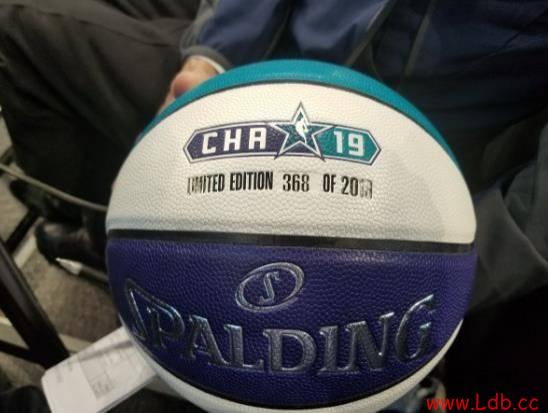 CHA 19
LIMITED EDITION 368 OF
S
SPALDING
www.Ldb.cc